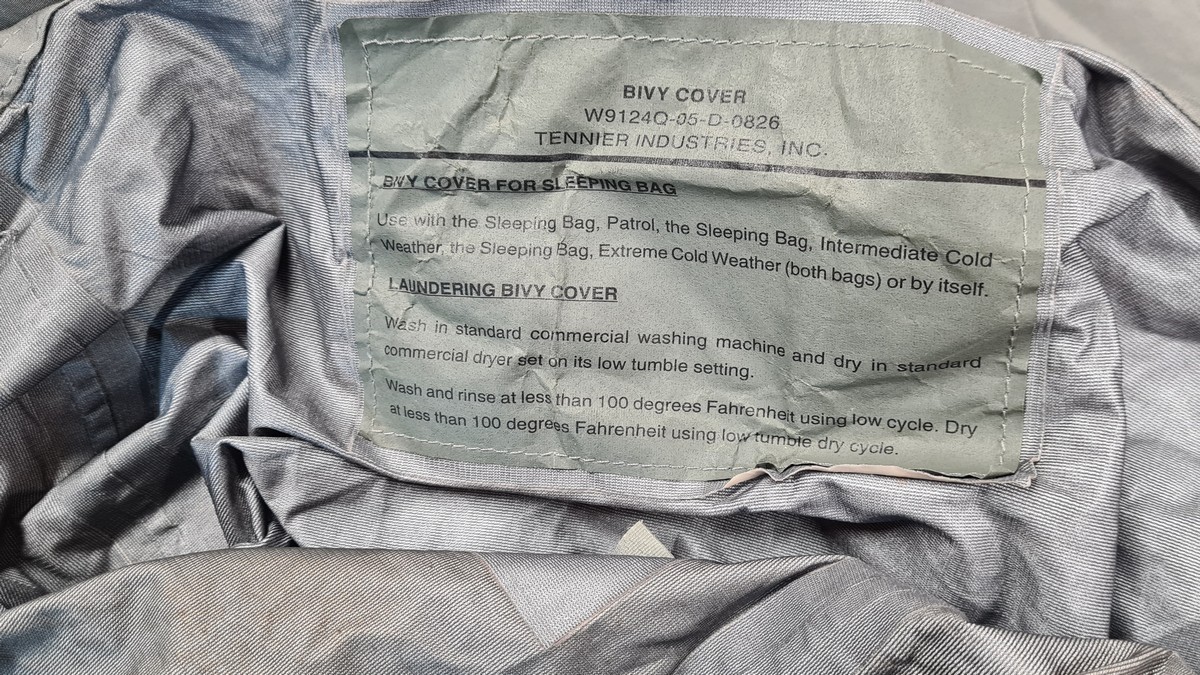 BIVY COVER
W9124Q-05-D-0826
TENNIER INDUSTRIES, INC.
BIVY COVER FOR SLEEPING BAG
Use with the Sleeping Bag, Patrol, the Sleeping Bag, Intermediate Cold
Weather, the Sleeping Bag, Extreme Cold Weather (both bags) or by itself.
LAUNDERING BIVY COVER
Wash in standard commercial washing machine and dry in standard
commercial dryer set on its low tumble setting.
Wash and rinse at less than 100 degrees Fahrenheit using low cycle. Dry
at less than 100 degrees Fahrenheit using low tumble dry cycle.